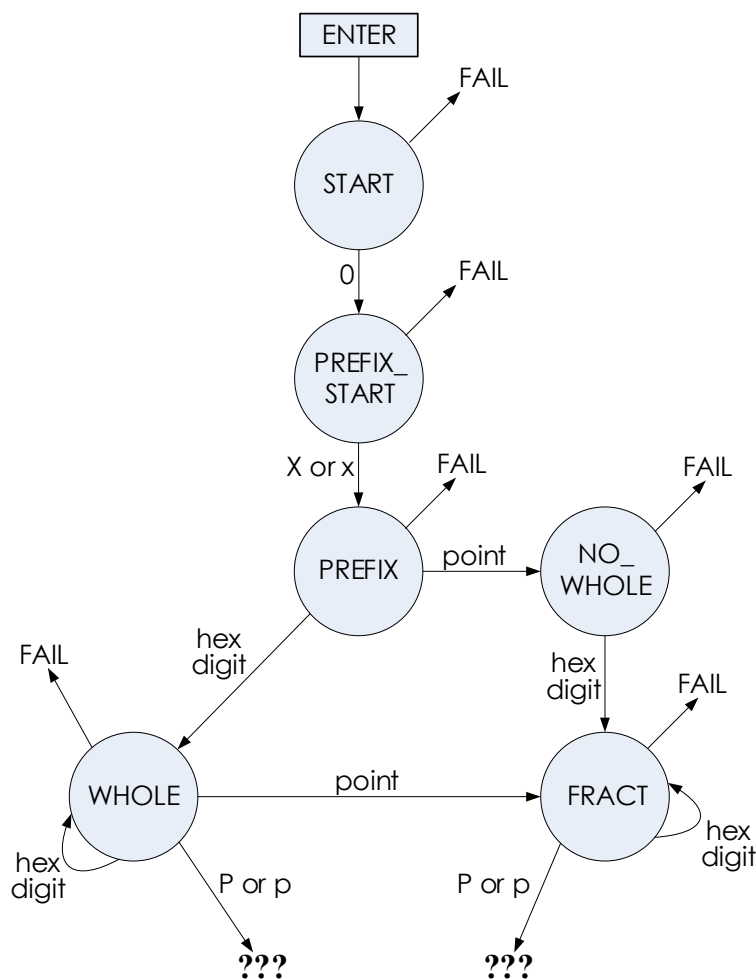 ENTER
FAIL
START
0
FAIL
PREFIX_
START
X or x
FAIL
FAIL
PREFIX
point
NO_
WHOLE
hex
digit
hex
digit
FAIL
FAIL
WHOLE
point
FRACT
hex
digit
hex
digit
P or p
P or p
???
???